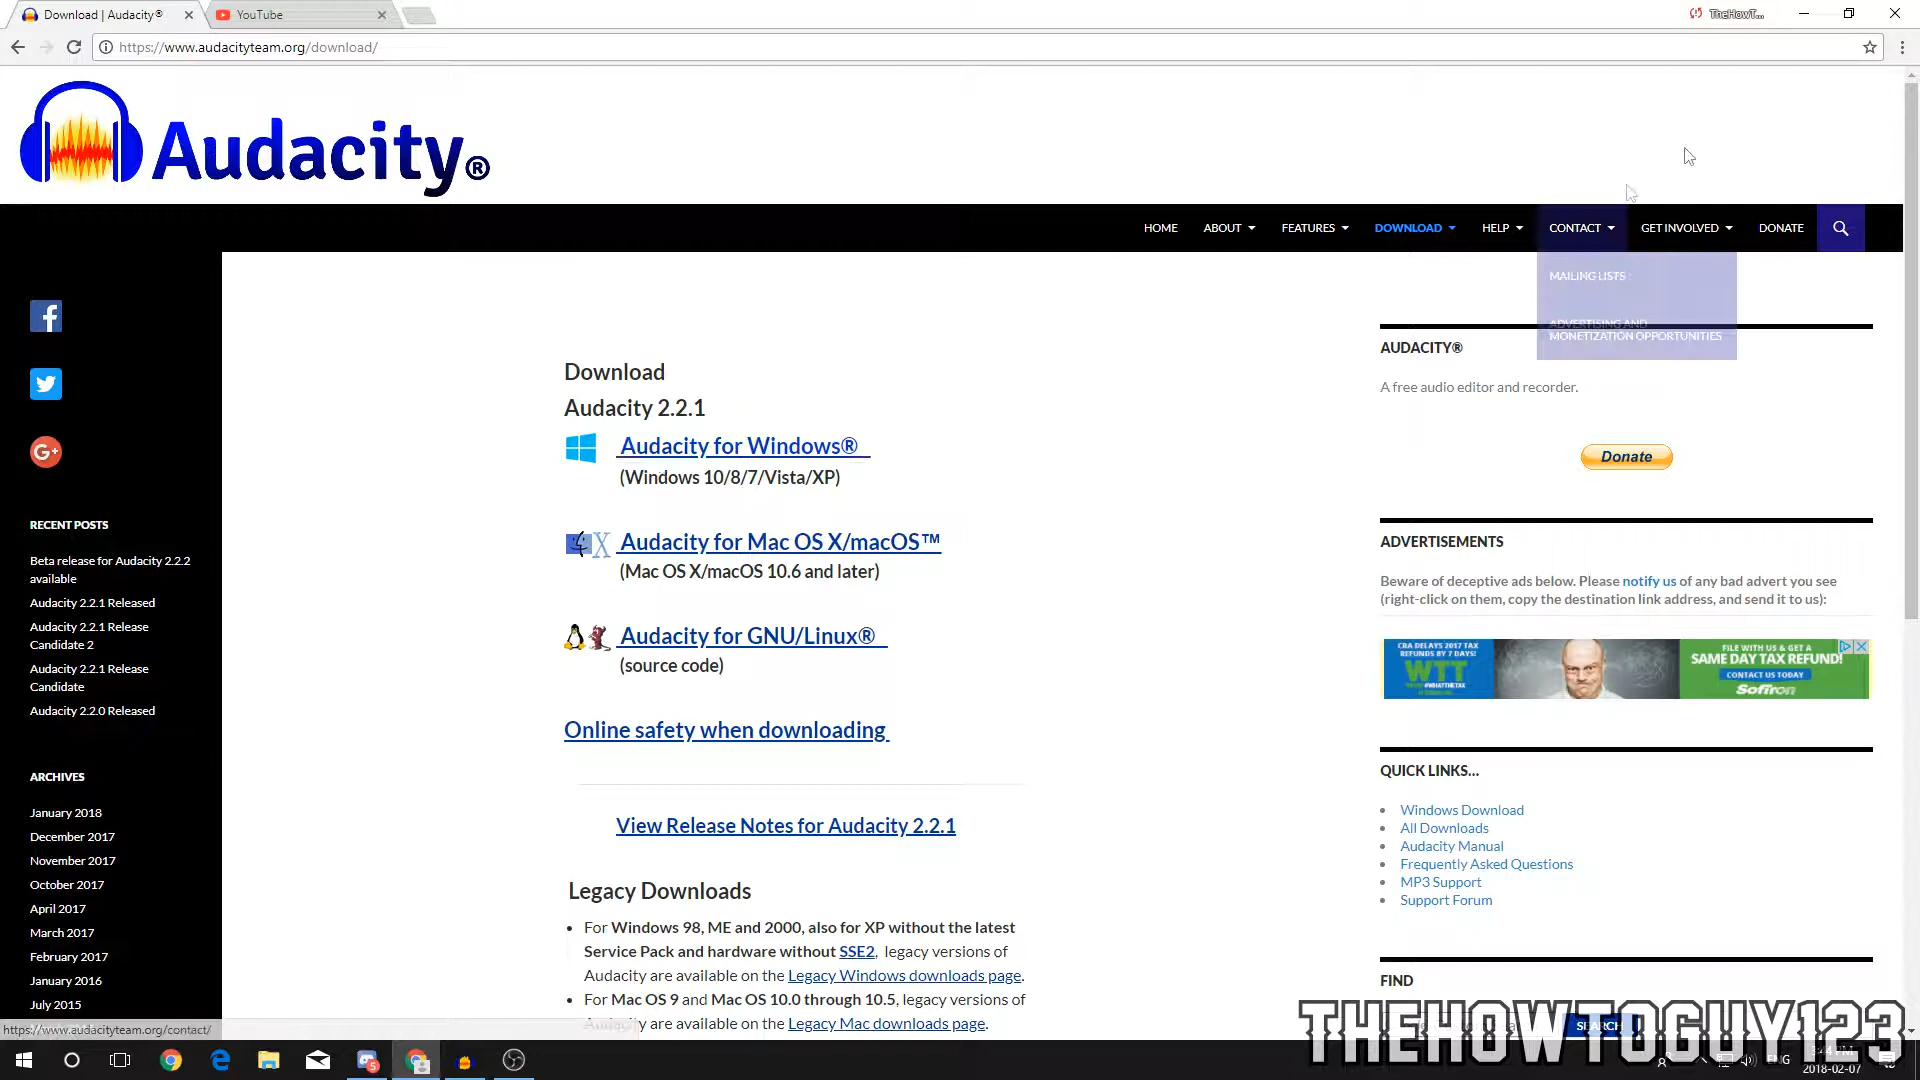 Download | Audacity®
YouTube
TheHowT...
https://www.audacityteam.org/download/
Audacity®
HOME
ABOUT
FEATURES
DOWNLOAD
HELP
CONTACT
GET INVOLVED
DONATE
MAILING LISTS
ADVERTISING AND
MONETIZATION OPPORTUNITIES
RECENT POSTS
Beta release for Audacity 2.2.2
available
Audacity 2.2.1 Released
Audacity 2.2.1 Release
Candidate 2
Audacity 2.2.1 Release
Candidate
Audacity 2.2.0 Released
ARCHIVES
January 2018
December 2017
November 2017
October 2017
April 2017
March 2017
February 2017
January 2016
July 2015
https://www.audacityteam.org/contact/
Download
Audacity 2.2.1
Audacity for Windows®
(Windows 10/8/7/Vista/XP)
Audacity for Mac OS X/macOS™
(Mac OS X/macOS 10.6 and later)
Audacity for GNU/Linux®
(source code)
Online safety when downloading
View Release Notes for Audacity 2.2.1
Legacy Downloads
For Windows 98, ME and 2000, also for XP without the latest
Service Pack and hardware without SSE2, legacy versions of
Audacity are available on the Legacy Windows downloads page.
For Mac OS 9 and Mac OS 10.0 through 10.5, legacy versions of
Audacity are available on the Legacy Mac downloads page.
AUDACITY®
A free audio editor and recorder.
Donate
ADVERTISEMENTS
Beware of deceptive ads below. Please notify us of any bad advert you see
(right-click on them, copy the destination link address, and send it to us):
CRA DELAYS 2017 TAX
REFUNDS BY 7 DAYS!
WTT
#WHATTHETAX
FILE WITH US & GET A
SAME DAY TAX REFUND!
CONTACT US TODAY
Sofiron
QUICK LINKS...
Windows Download
All Downloads
Audacity Manual
Frequently Asked Questions
MP3 Support
Support Forum
FIND
SEARCH
THEHOWTOGUY123
ENG
2018-02-07